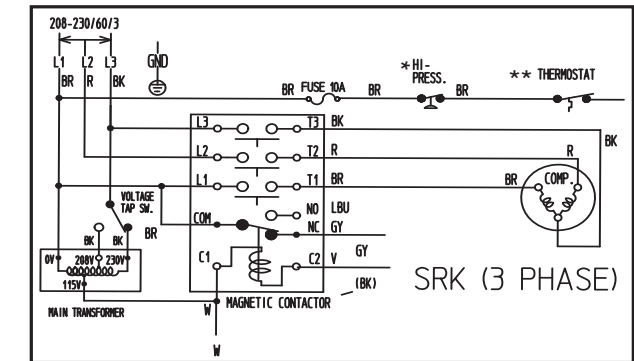 208-230/60/3
L1 L2 L3 GND
BR R BK
BR FUSE 10A BR
* HI-
PRESS.
BR
** THERMOSTAT
L3 T3 BK
BK
L2 T2 R
R
L1 T1 BR
BR
COMP.
VOLTAGE
TAP SW.
NO LBU
COM NC GY
BK BK BR
GY
0V 208V 230V
C1 C2 V
(BK)
115V
MAIN TRANSFORMER
W MAGNETIC CONTACTOR
SRK (3 PHASE)
W